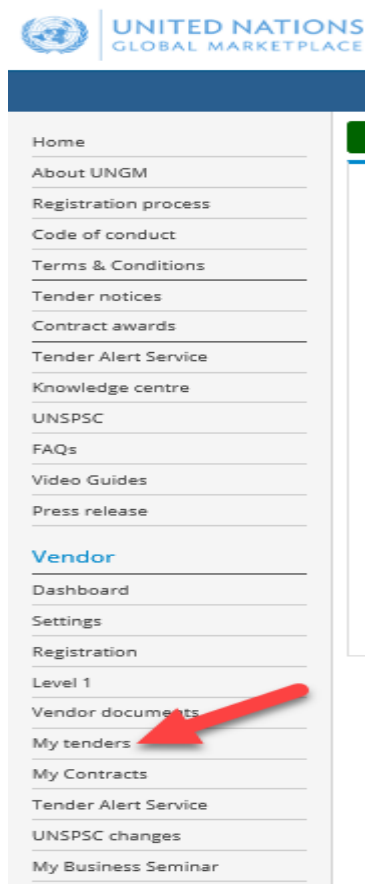 UNITED NATIONS
GLOBAL MARKETPLACE
Home
About UNGM
Registration process
Code of conduct
Terms & Conditions
Tender notices
Contract awards
Tender Alert Service
Knowledge centre
UNSPSC
FAQs
Video Guides
Press release
Vendor
Dashboard
Settings
Registration
Level 1
Vendor documents
My tenders
My Contracts
Tender Alert Service
UNSPSC changes
My Business Seminar